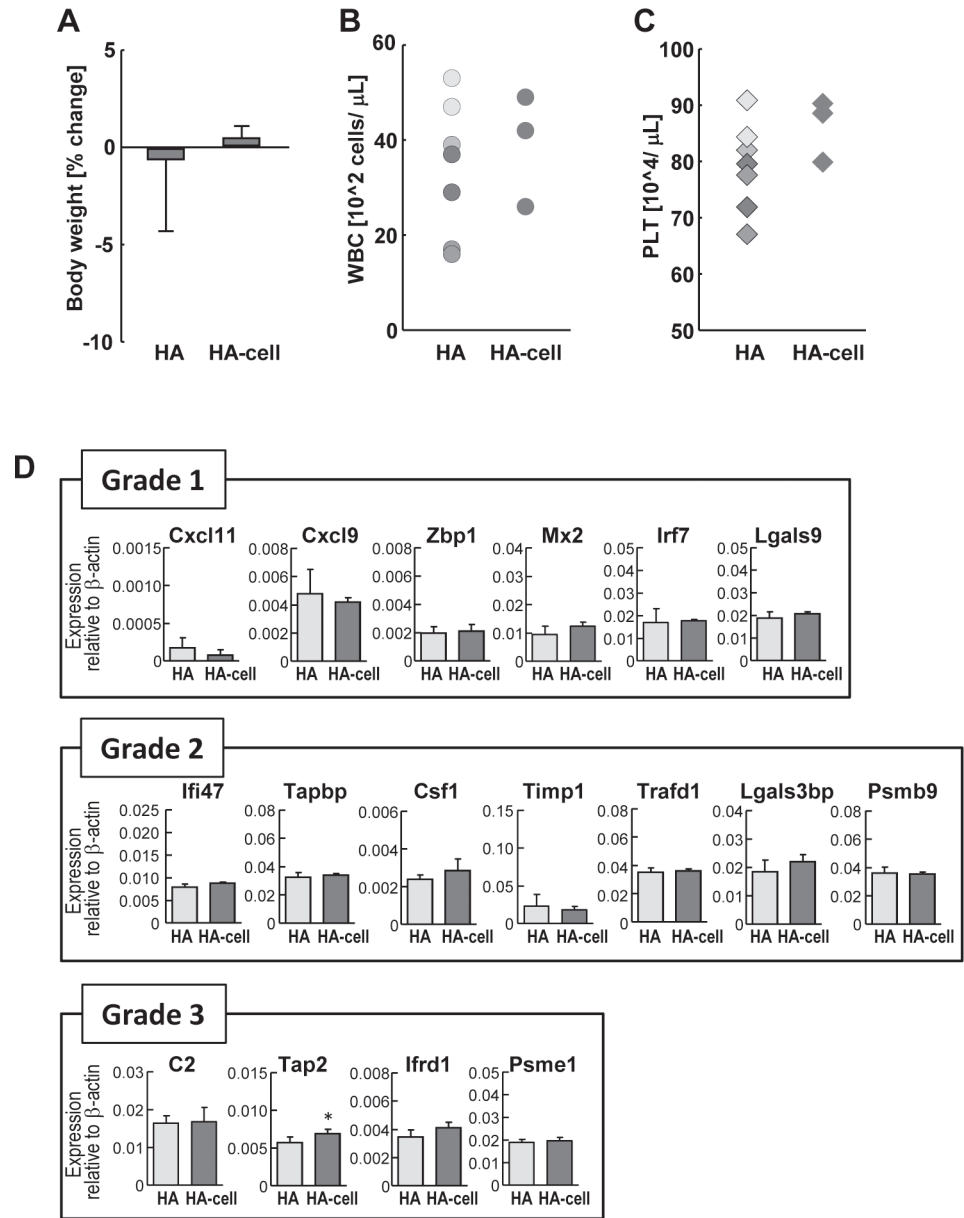 A
Body weight [% change]
5
0
-5
-10
HA HA-cell
B
WBC [10^2 cells/ μL]
60
40
20
0
HA HA-cell
C
PLT [10^4/ μL]
100
90
80
70
60
50
HA HA-cell
D
Grade 1
Expression
relative to β-actin
Cxcl11
0.0015
0.0001
0.0005
0
HA HA-cell
Cxcl9
0.008
0.006
0.004
0.002
0
HA HA-cell
Zbp1
0.008
0.006
0.004
0.002
0
HA HA-cell
Mx2
0.04
0.03
0.02
0.01
0
HA HA-cell
Irf7
0.05
0.04
0.03
0.02
0.01
0
HA HA-cell
Lgals9
0.05
0.04
0.03
0.02
0.01
0
HA HA-cell
Grade 2
Expression
relative to β-actin
Ifi47
0.025
0.020
0.015
0.010
0.005
0
HA HA-cell
Tapbp
0.08
0.06
0.04
0.02
0
HA HA-cell
Csf1
0.006
0.004
0.002
0
HA HA-cell
Timp1
0.15
0.10
0.05
0
HA HA-cell
Trafd1
0.08
0.06
0.04
0.02
0
HA HA-cell
Lgals3bp
0.04
0.03
0.02
0.01
0
HA HA-cell
Psmb9
0.08
0.06
0.04
0.02
0
HA HA-cell
Grade 3
Expression
relative to β-actin
C2
0.03
0.02
0.01
0
HA HA-cell
Tap2
0.015
0.010
0.005
0
*
HA HA-cell
Ifrd1
0.008
0.006
0.004
0.002
0
HA HA-cell
Psme1
0.05
0.04
0.03
0.02
0.01
0
HA HA-cell